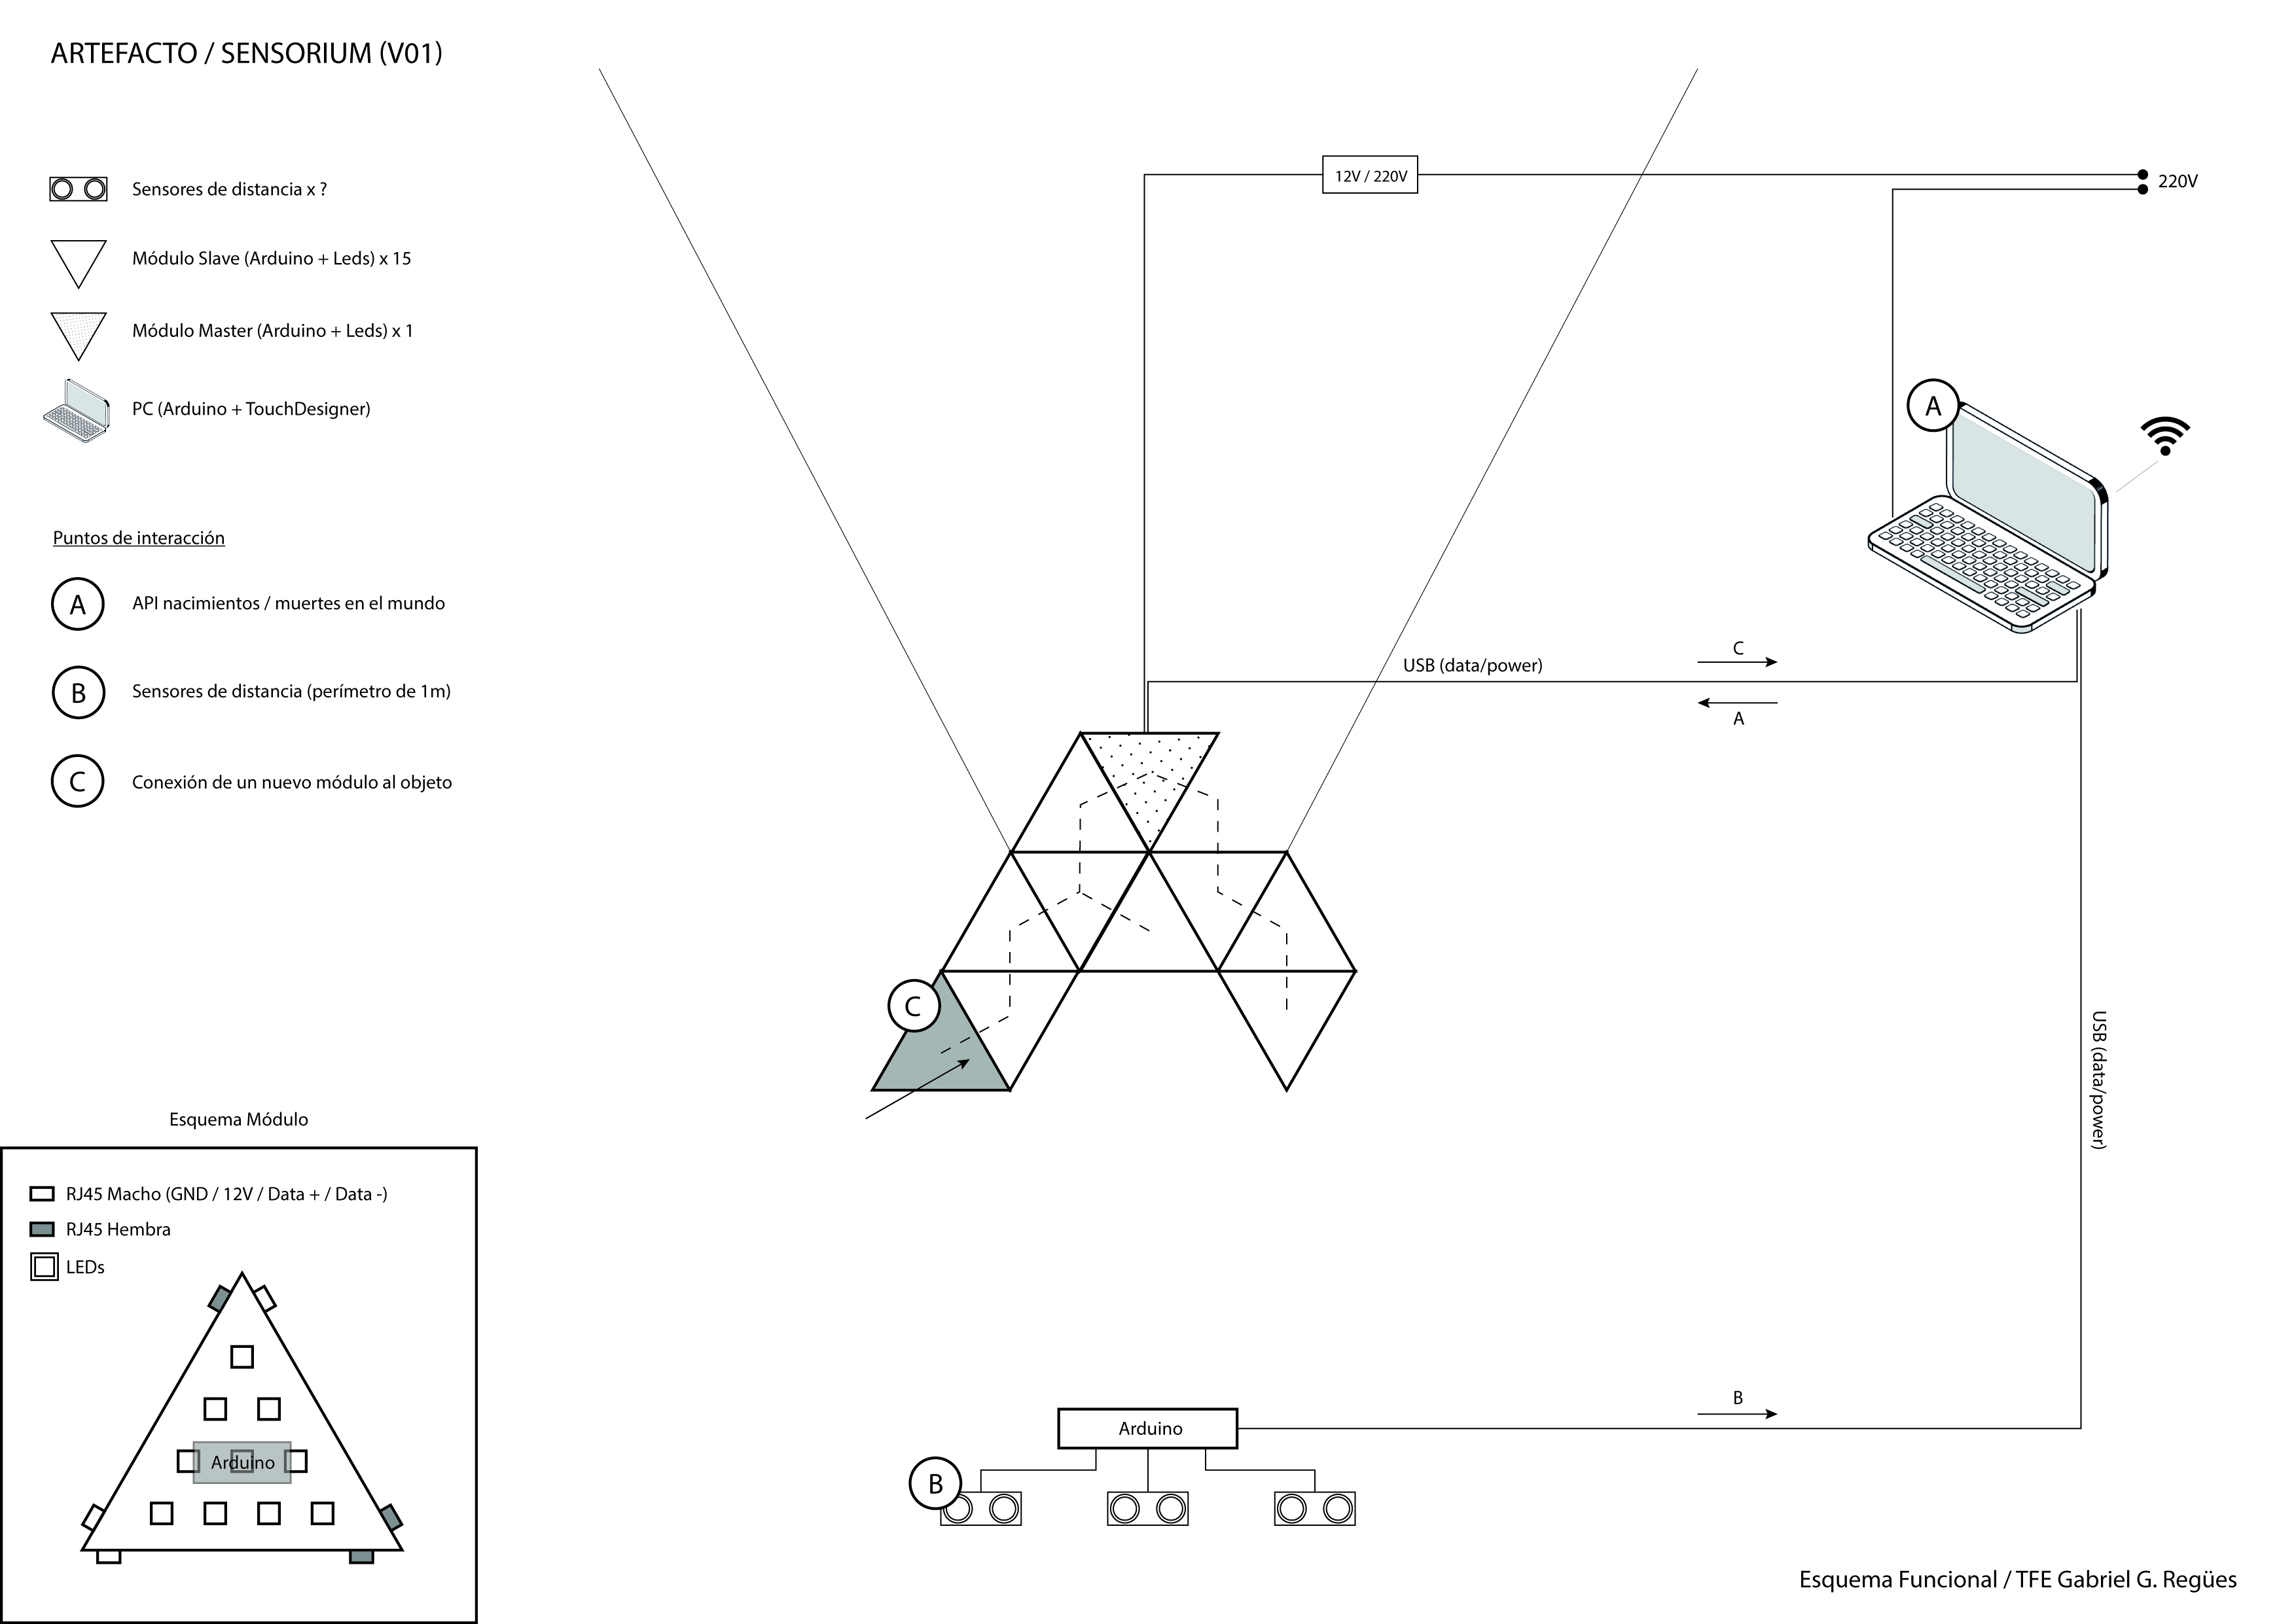 ARTEFACTO / SENSORIUM (V01)
Sensores de distancia x ?
Módulo Slave (Arduino + Leds) x 15
Módulo Master (Arduino + Leds) x 1
PC (Arduino + TouchDesigner)
Puntos de interacción
A
API nacimientos / muertes en el mundo
B
Sensores de distancia (perímetro de 1m)
C
Conexión de un nuevo módulo al objeto
12V / 220V
220V
A
USB (data/power)
C
A
C
USB (data/power)
Esquema Módulo
RJ45 Macho (GND / 12V / Data + / Data -)
RJ45 Hembra
LEDs
Arduino
Arduino
B
B
Esquema Funcional / TFE Gabriel G. Regües